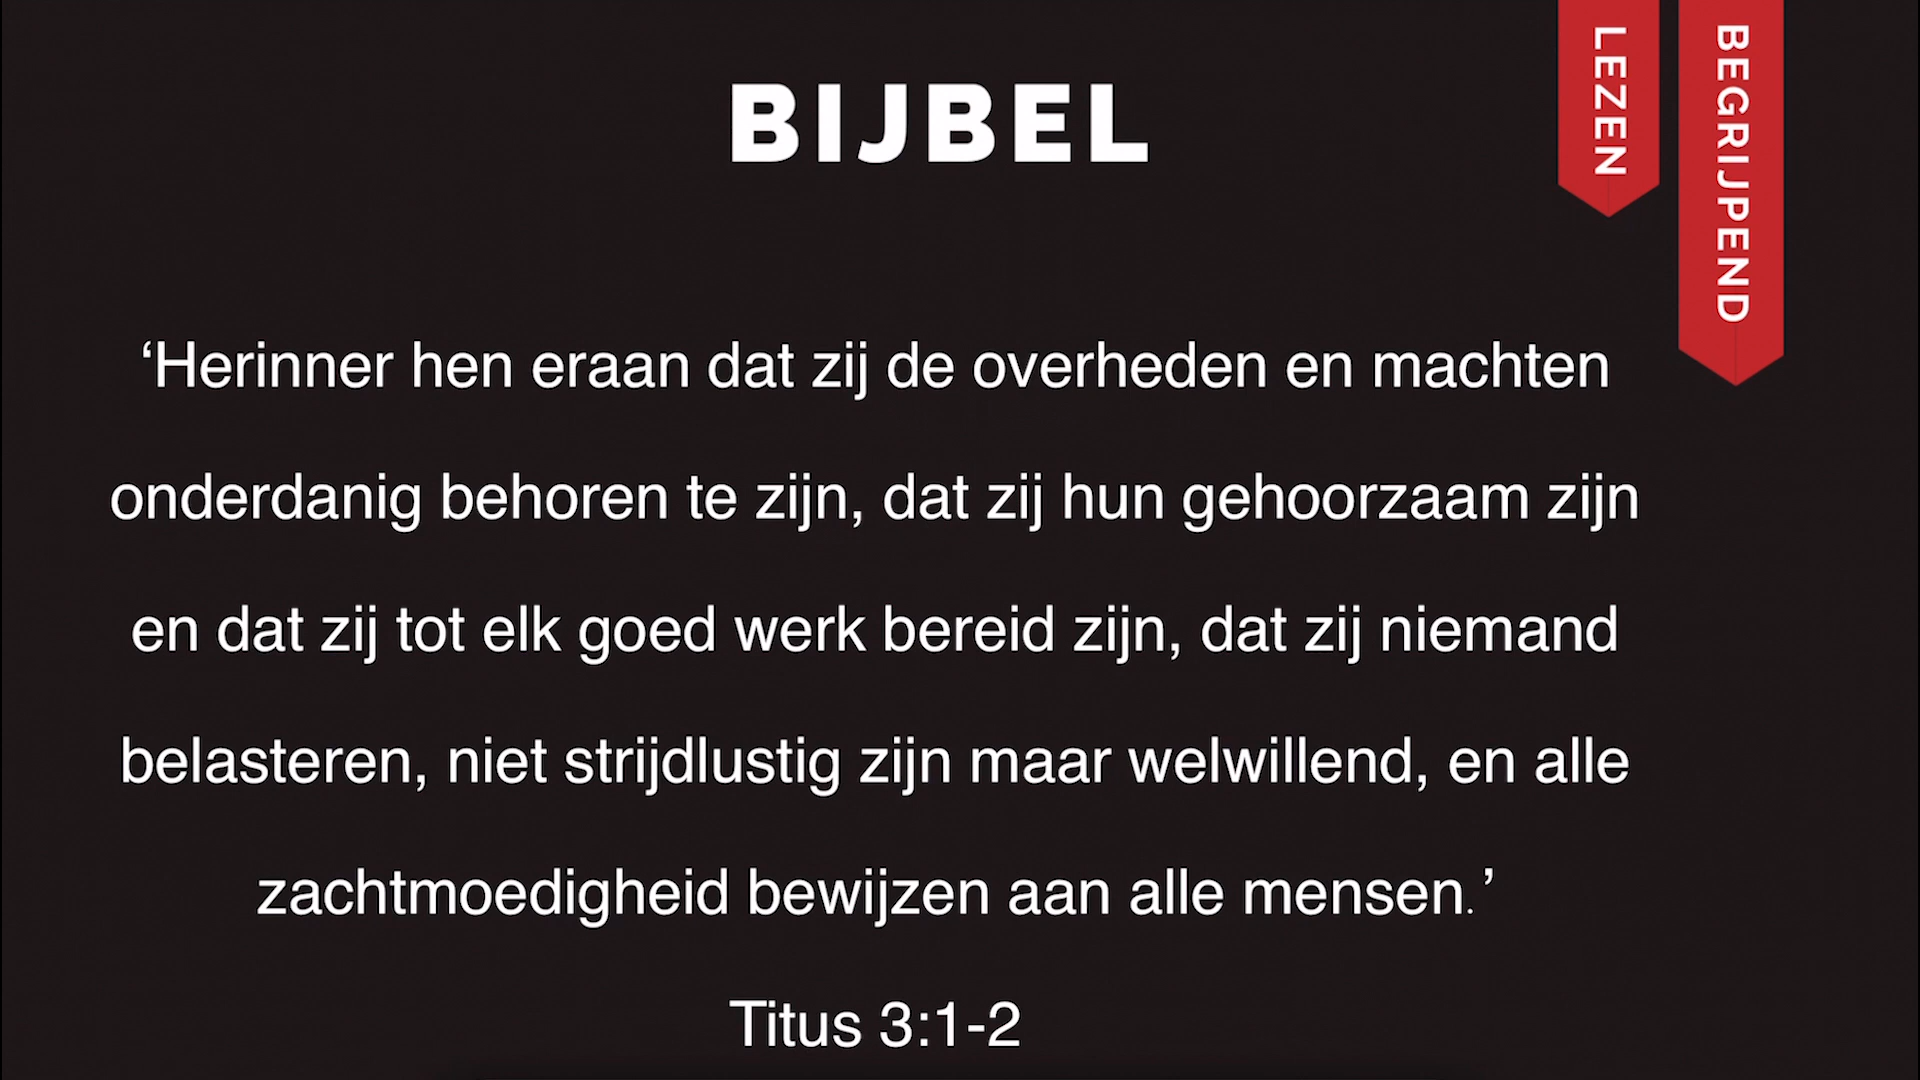 BIJBEL
BEGRIJPEND
LEZEN
‘Herinner hen eraan dat zij de overheden en machten
onderdanig behoren te zijn, dat zij hun gehoorzaam zijn
en dat zij tot elk goed werk bereid zijn, dat zij niemand
belasteren, niet strijdlustig zijn maar welwillend, en alle
zachtmoedigheid bewijzen aan alle mensen.’
Titus 3:1-2